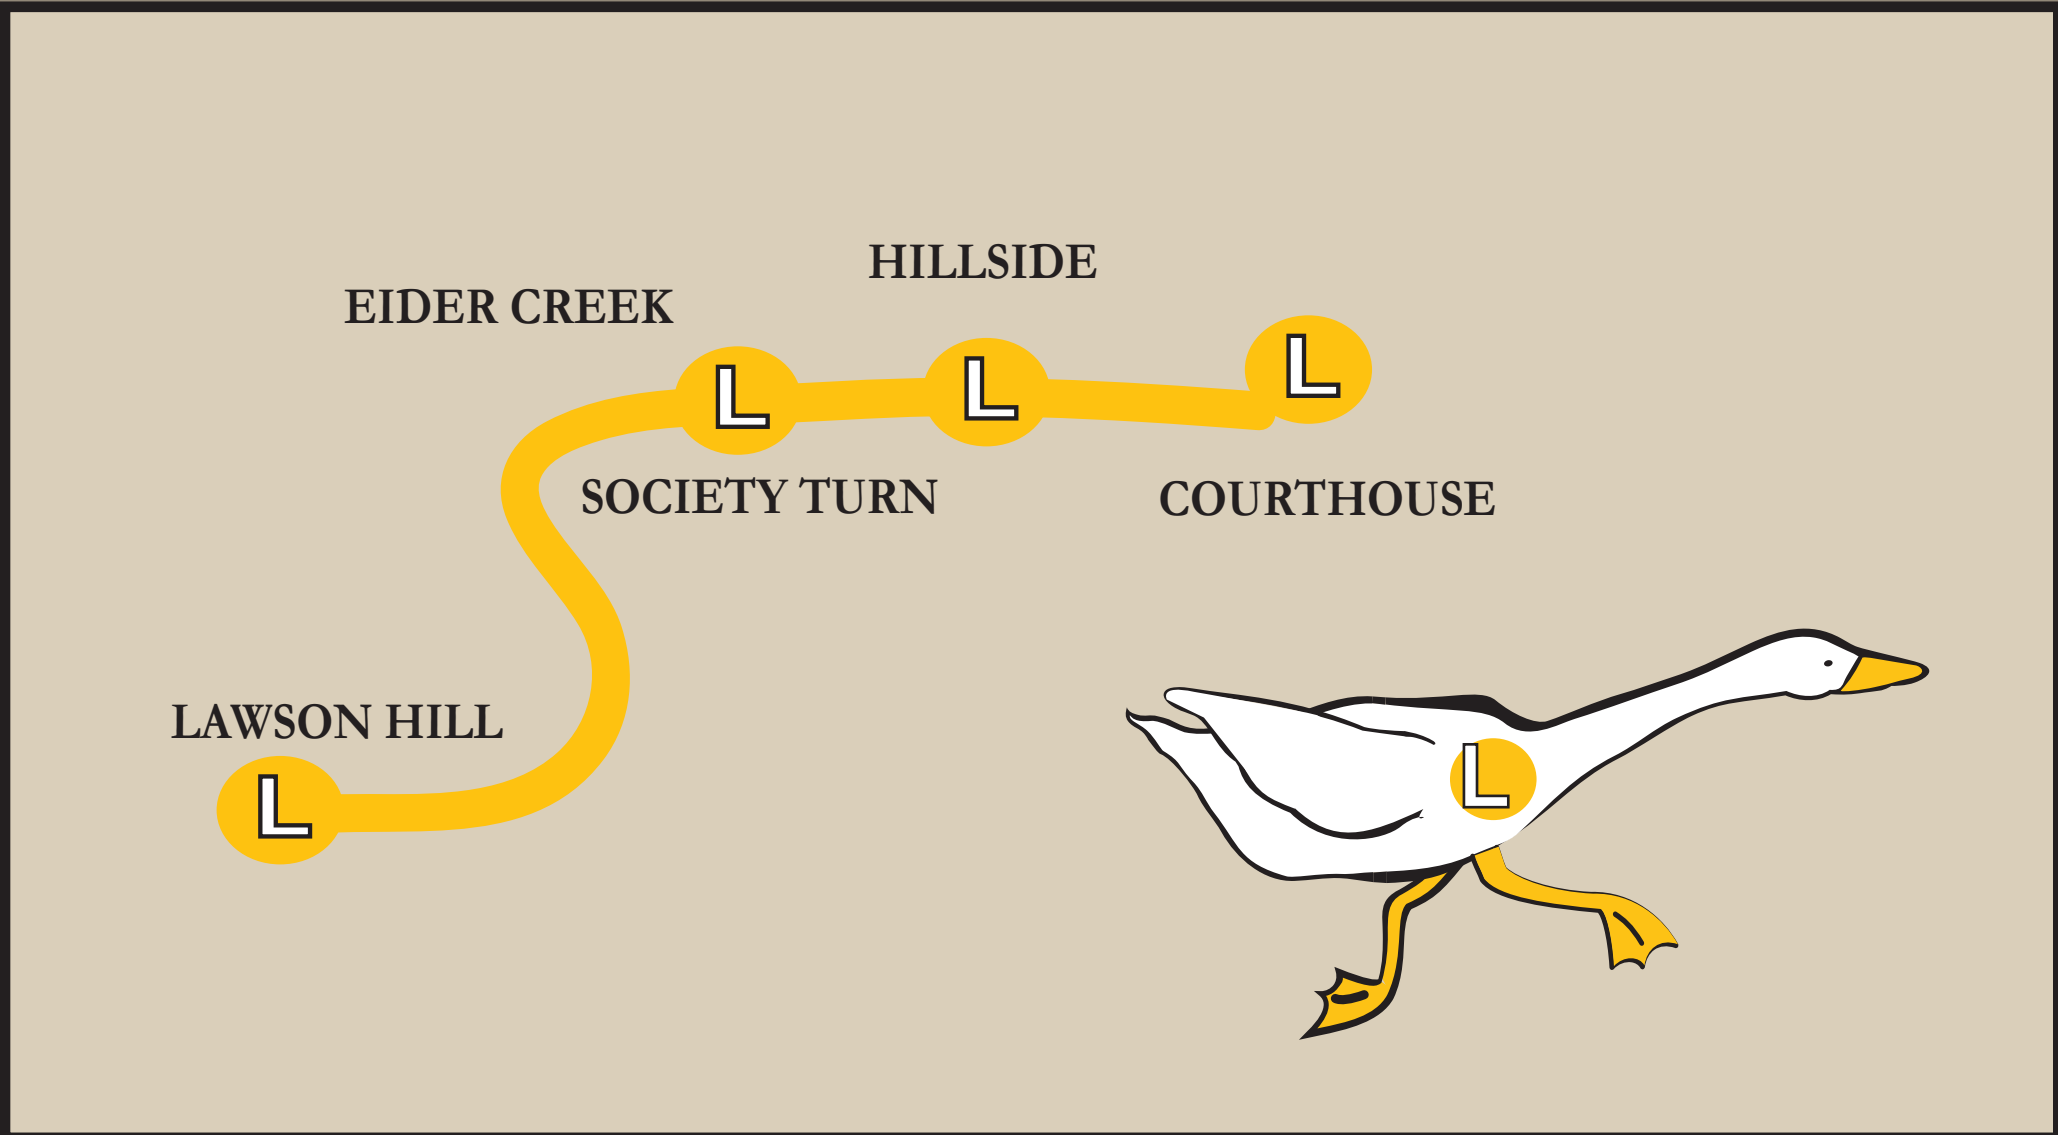 HILLSIDE
EIDER CREEK
L
L
L
SOCIETY TURN
COURTHOUSE
LAWSON HILL
L
L